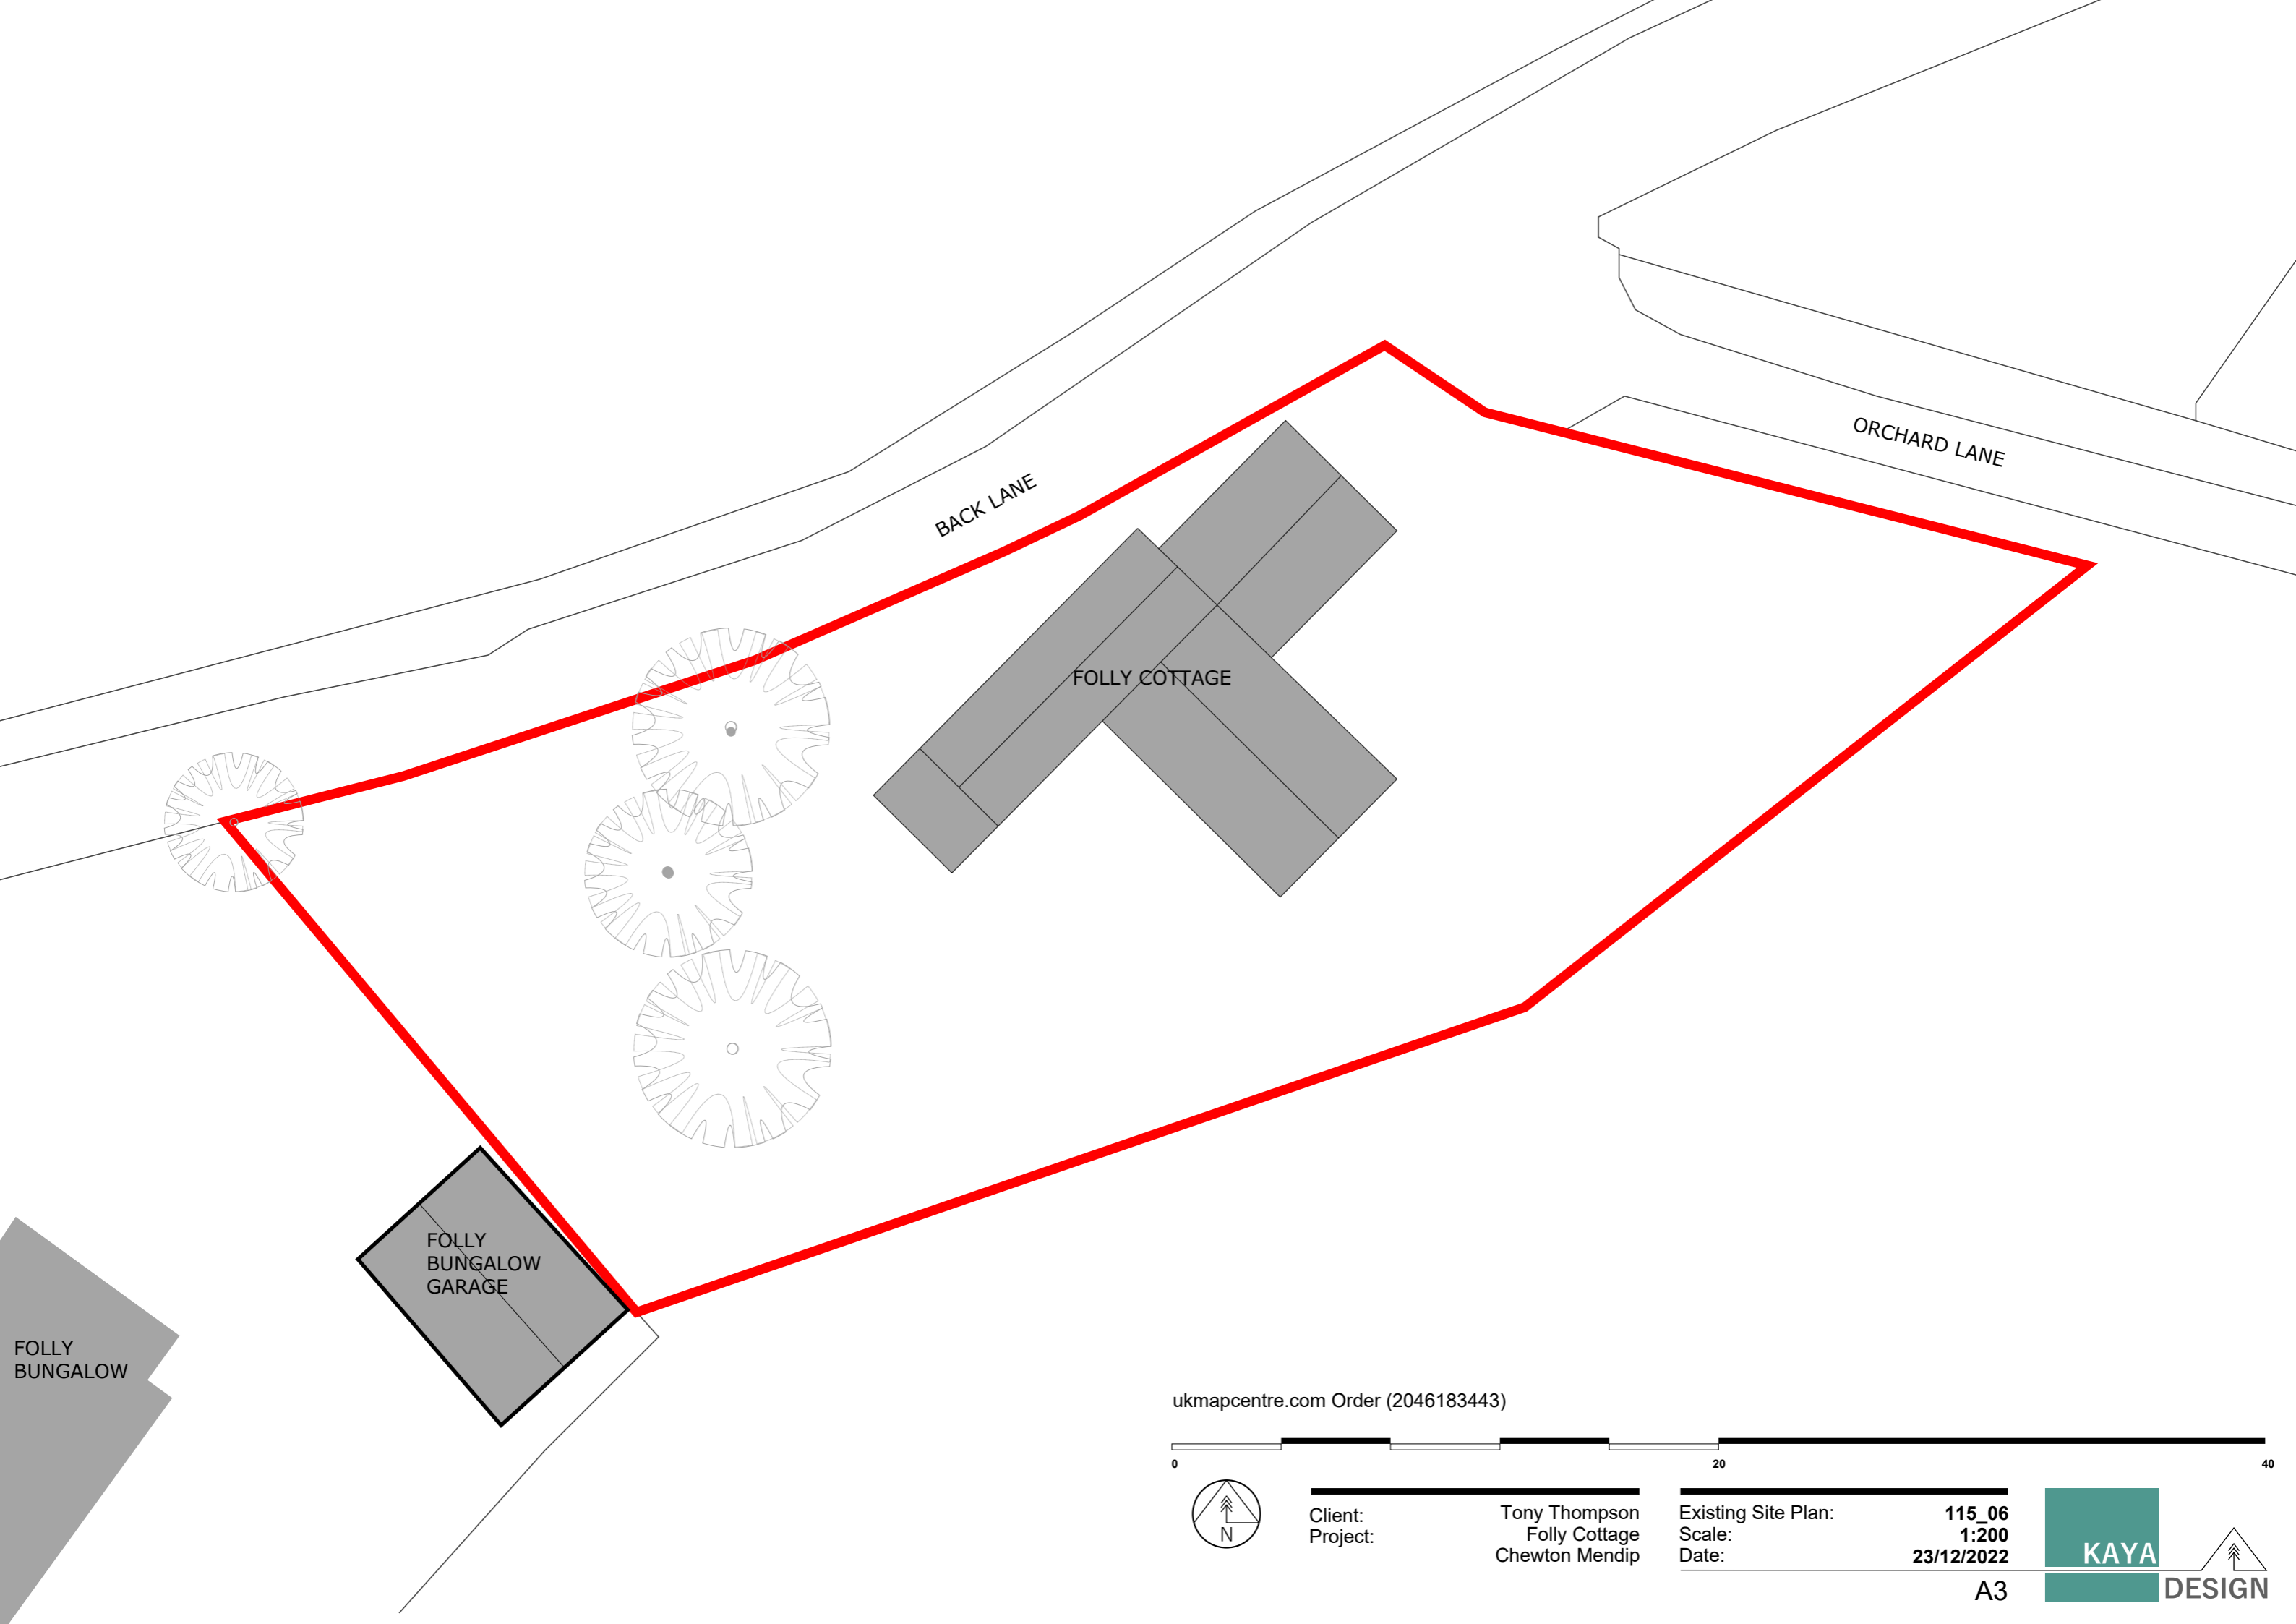 ORCHARD LANE
BACK LANE
FOLLY COTTAGE
FOLLY
BUNGALOW
GARAGE
FOLLY
BUNGALOW
ukmapcentre.com Order (2046183443)
0 20 40
N
Client: Tony Thompson
Project: Folly Cottage
Chewton Mendip
Existing Site Plan: 115_06
Scale: 1:200
Date: 23/12/2022
A3
KAYA
DESIGN